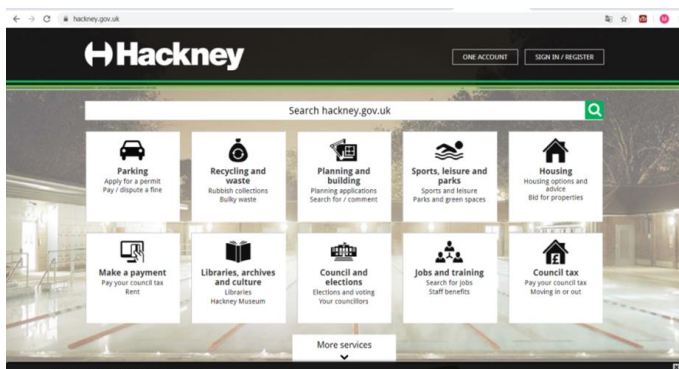 hackney.gov.uk
Hackney
ONE ACCOUNT
SIGN IN / REGISTER
Search hackney.gov.uk
Parking
Apply for a permit
Pay / dispute a fine
Recycling and
waste
Rubbish collections
Bulky waste
Planning and
building
Planning applications
Search for / comment
Sports, leisure and
parks
Sports and leisure
Parks and green spaces
Housing
Housing options and
advice
Bid for properties
Make a payment
Pay your council tax
Rent
Libraries, archives
and culture
Libraries
Hackney Museum
Council and
elections
Elections and voting
Your councillors
Jobs and training
Search for jobs
Staff benefits
Council tax
Pay your council tax
Moving in or out
More services